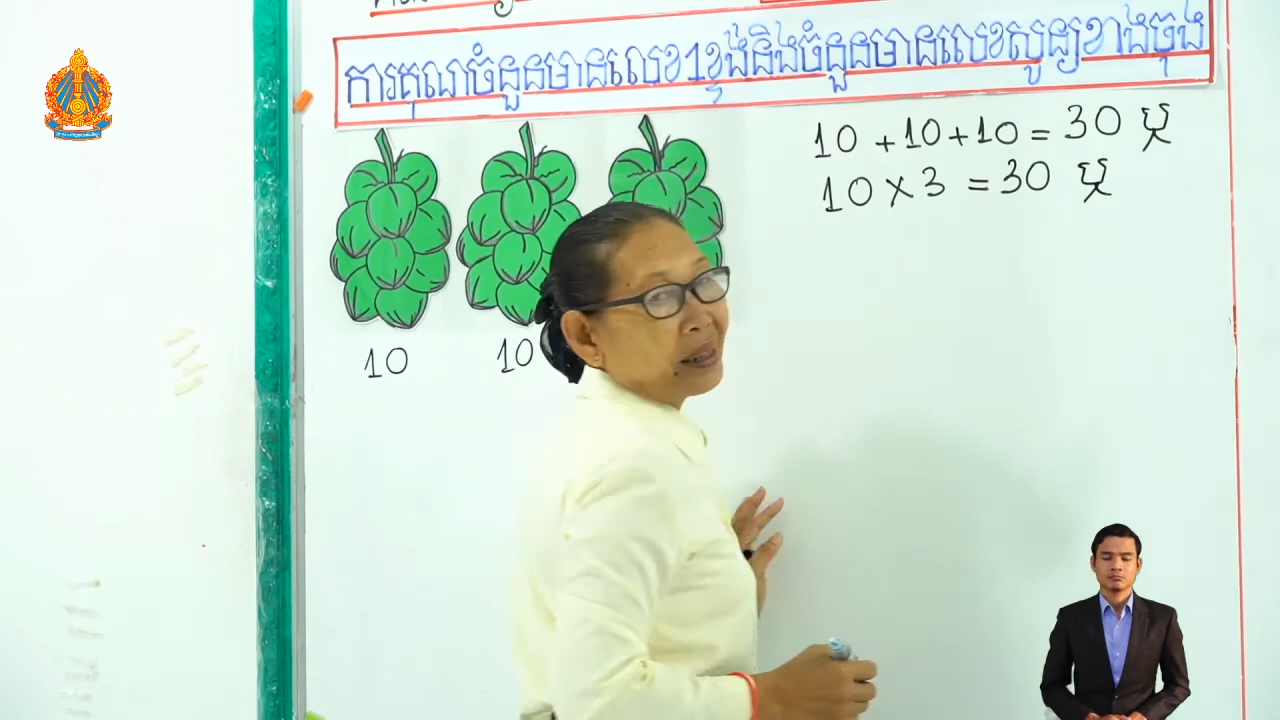 ការគុណចំនួនមានលេខ1ខ្ទង់និងចំនួនមានលេខសូន្យខាងចុង
10 + 10 + 10 = 30 ផ្លែ
10 × 3 = 30 ផ្លែ
10
10